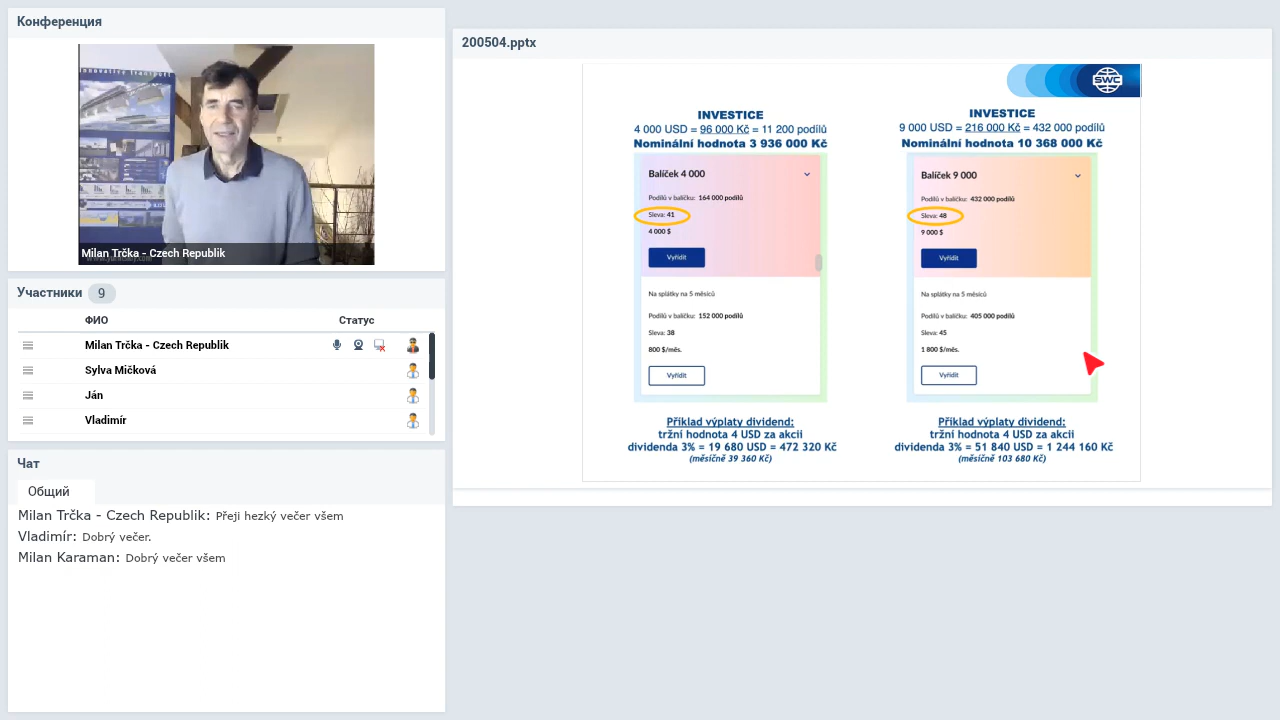 Конференция
Innovative transport
Milan Trčka - Czech Republik
Участники 9
ФИО Статус
Milan Trčka - Czech Republik
Sylva Mičková
Ján
Vladimír
Чат
Общий
Milan Trčka - Czech Republik: Přeji hezký večer všem
Vladimír: Dobrý večer.
Milan Karaman: Dobrý večer všem
200504.pptx
SWC
INVESTICE
4 000 USD = 96 000 Kč = 11 200 podílů
Nominální hodnota 3 936 000 Kč
Balíček 4 000
Podílů v balíčku: 164 000 podílů
Sleva: 41
4 000 $
Vyřídit
Na splátky na 5 měsíců
Podílů v balíčku: 152 000 podílů
Sleva: 38
800 $/měs.
Vyřídit
Příklad výplaty dividend:
tržní hodnota 4 USD za akcii
dividenda 3% = 19 680 USD = 472 320 Kč
(měsíčně 39 360 Kč)
INVESTICE
9 000 USD = 216 000 Kč = 432 000 podílů
Nominální hodnota 10 368 000 Kč
Balíček 9 000
Podílů v balíčku: 432 000 podílů
Sleva: 48
9 000 $
Vyřídit
Na splátky na 5 měsíců
Podílů v balíčku: 405 000 podílů
Sleva: 45
1 800 $/měs.
Vyřídit
Příklad výplaty dividend:
tržní hodnota 4 USD za akcii
dividenda 3% = 51 840 USD = 1 244 160 Kč
(měsíčně 103 680 Kč)